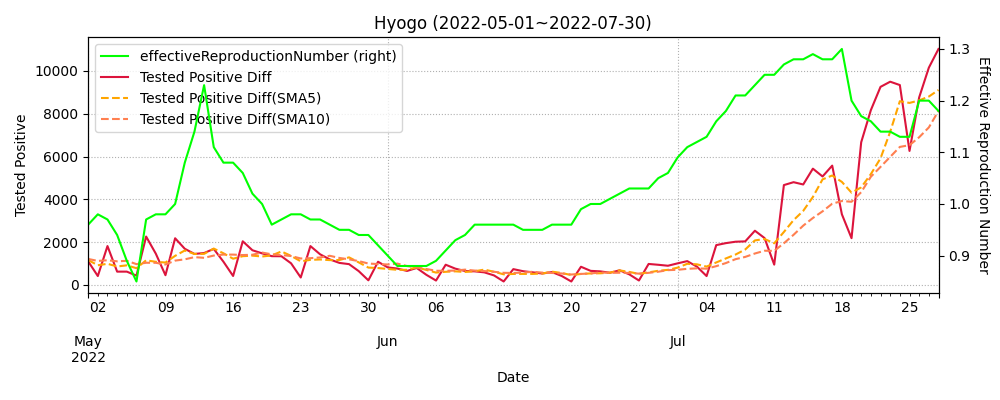 Hyogo (2022-05-01~2022-07-30)
effectiveReproductionNumber (right)
Tested Positive Diff
Tested Positive Diff(SMA5)
Tested Positive Diff(SMA10)
Tested Positive
10000
8000
6000
4000
2000
0
1.3
1.2
1.1
1.0
0.9
Effective Reproduction Number
02 09 16 23 30 06 13 20 27 04 11 18 25
May Jun Jul
2022
Date